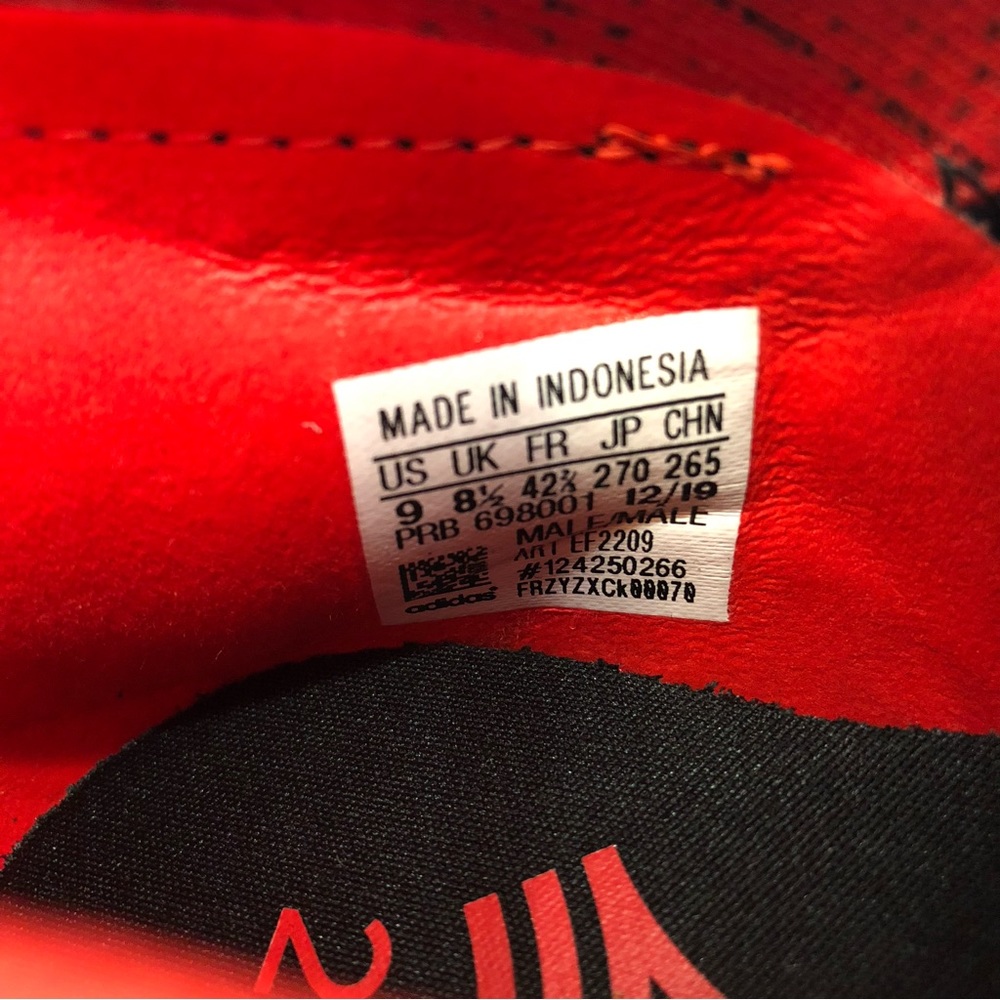 MADE IN INDONESIA
US UK FR JP CHN
9 8½ 42⅔ 270 265
PRB 698001 12/19
MALE/MALE
ART EF2209
#124250266
FRZYZXCk00070
adidas